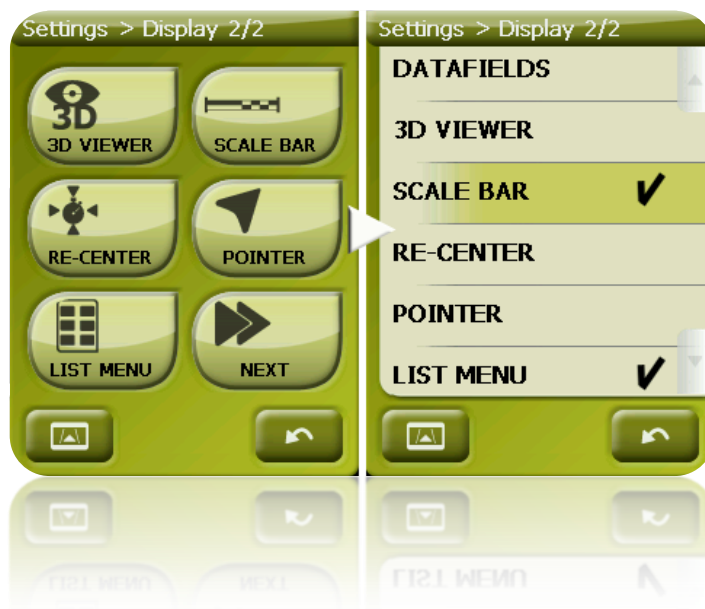 Settings > Display 2/2
3D
3D VIEWER
SCALE BAR
RE-CENTER
POINTER
LIST MENU
NEXT
Settings > Display 2/2
DATAFIELDS
3D VIEWER
SCALE BAR
RE-CENTER
POINTER
LIST MENU